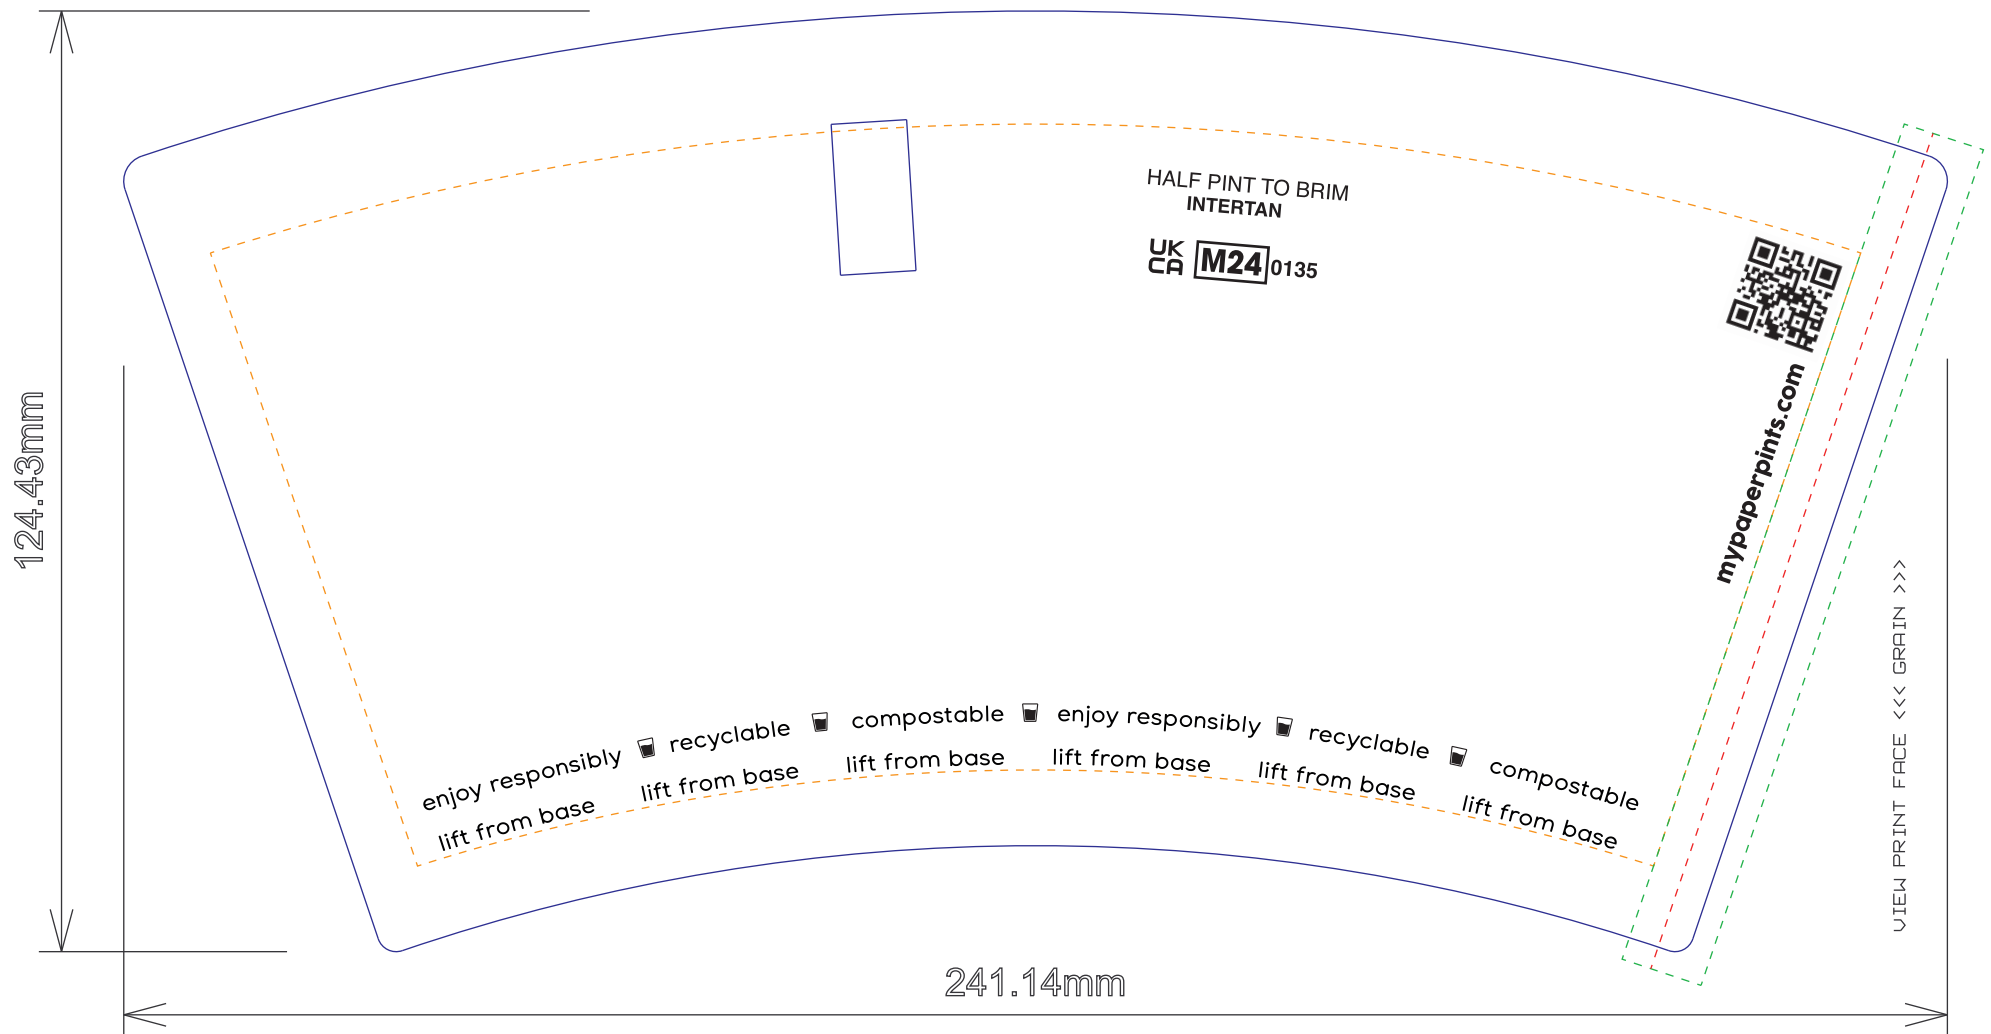 HALF PINT TO BRIM
INTERTAN
UK
CA M24 0135
mypaperpints.com
124.43mm
enjoy responsibly recyclable compostable enjoy responsibly recyclable compostable
lift from base lift from base lift from base lift from base lift from base lift from base
VIEW PRINT FACE <<< GRAIN >>>
241.14mm